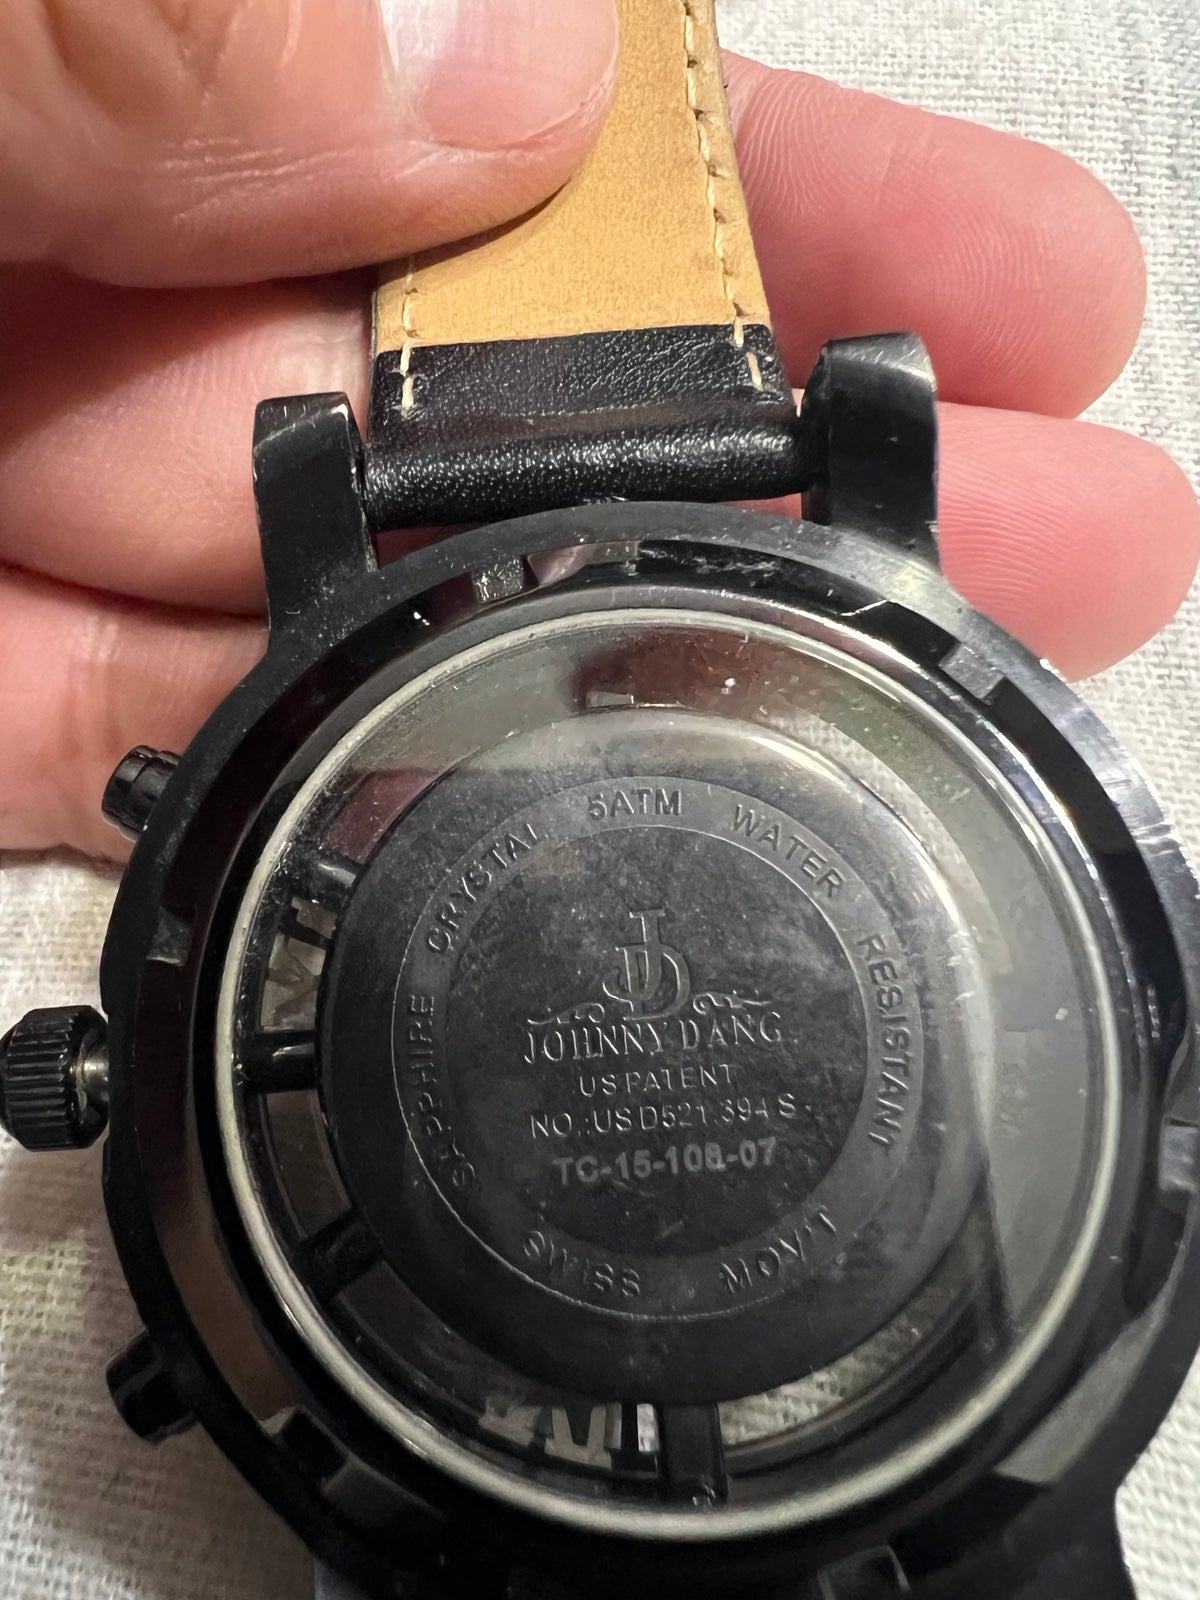 SAPPHIRE CRYSTAL 5ATM WATER RESISTANT
JD
JOHNNY DANG
US PATENT
NO.:US D521,394 S
TC-15-108-07
SWISS MOV'T